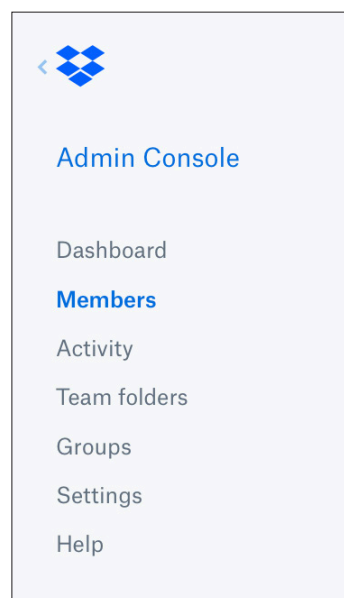 Admin Console
Dashboard
Members
Activity
Team folders
Groups
Settings
Help